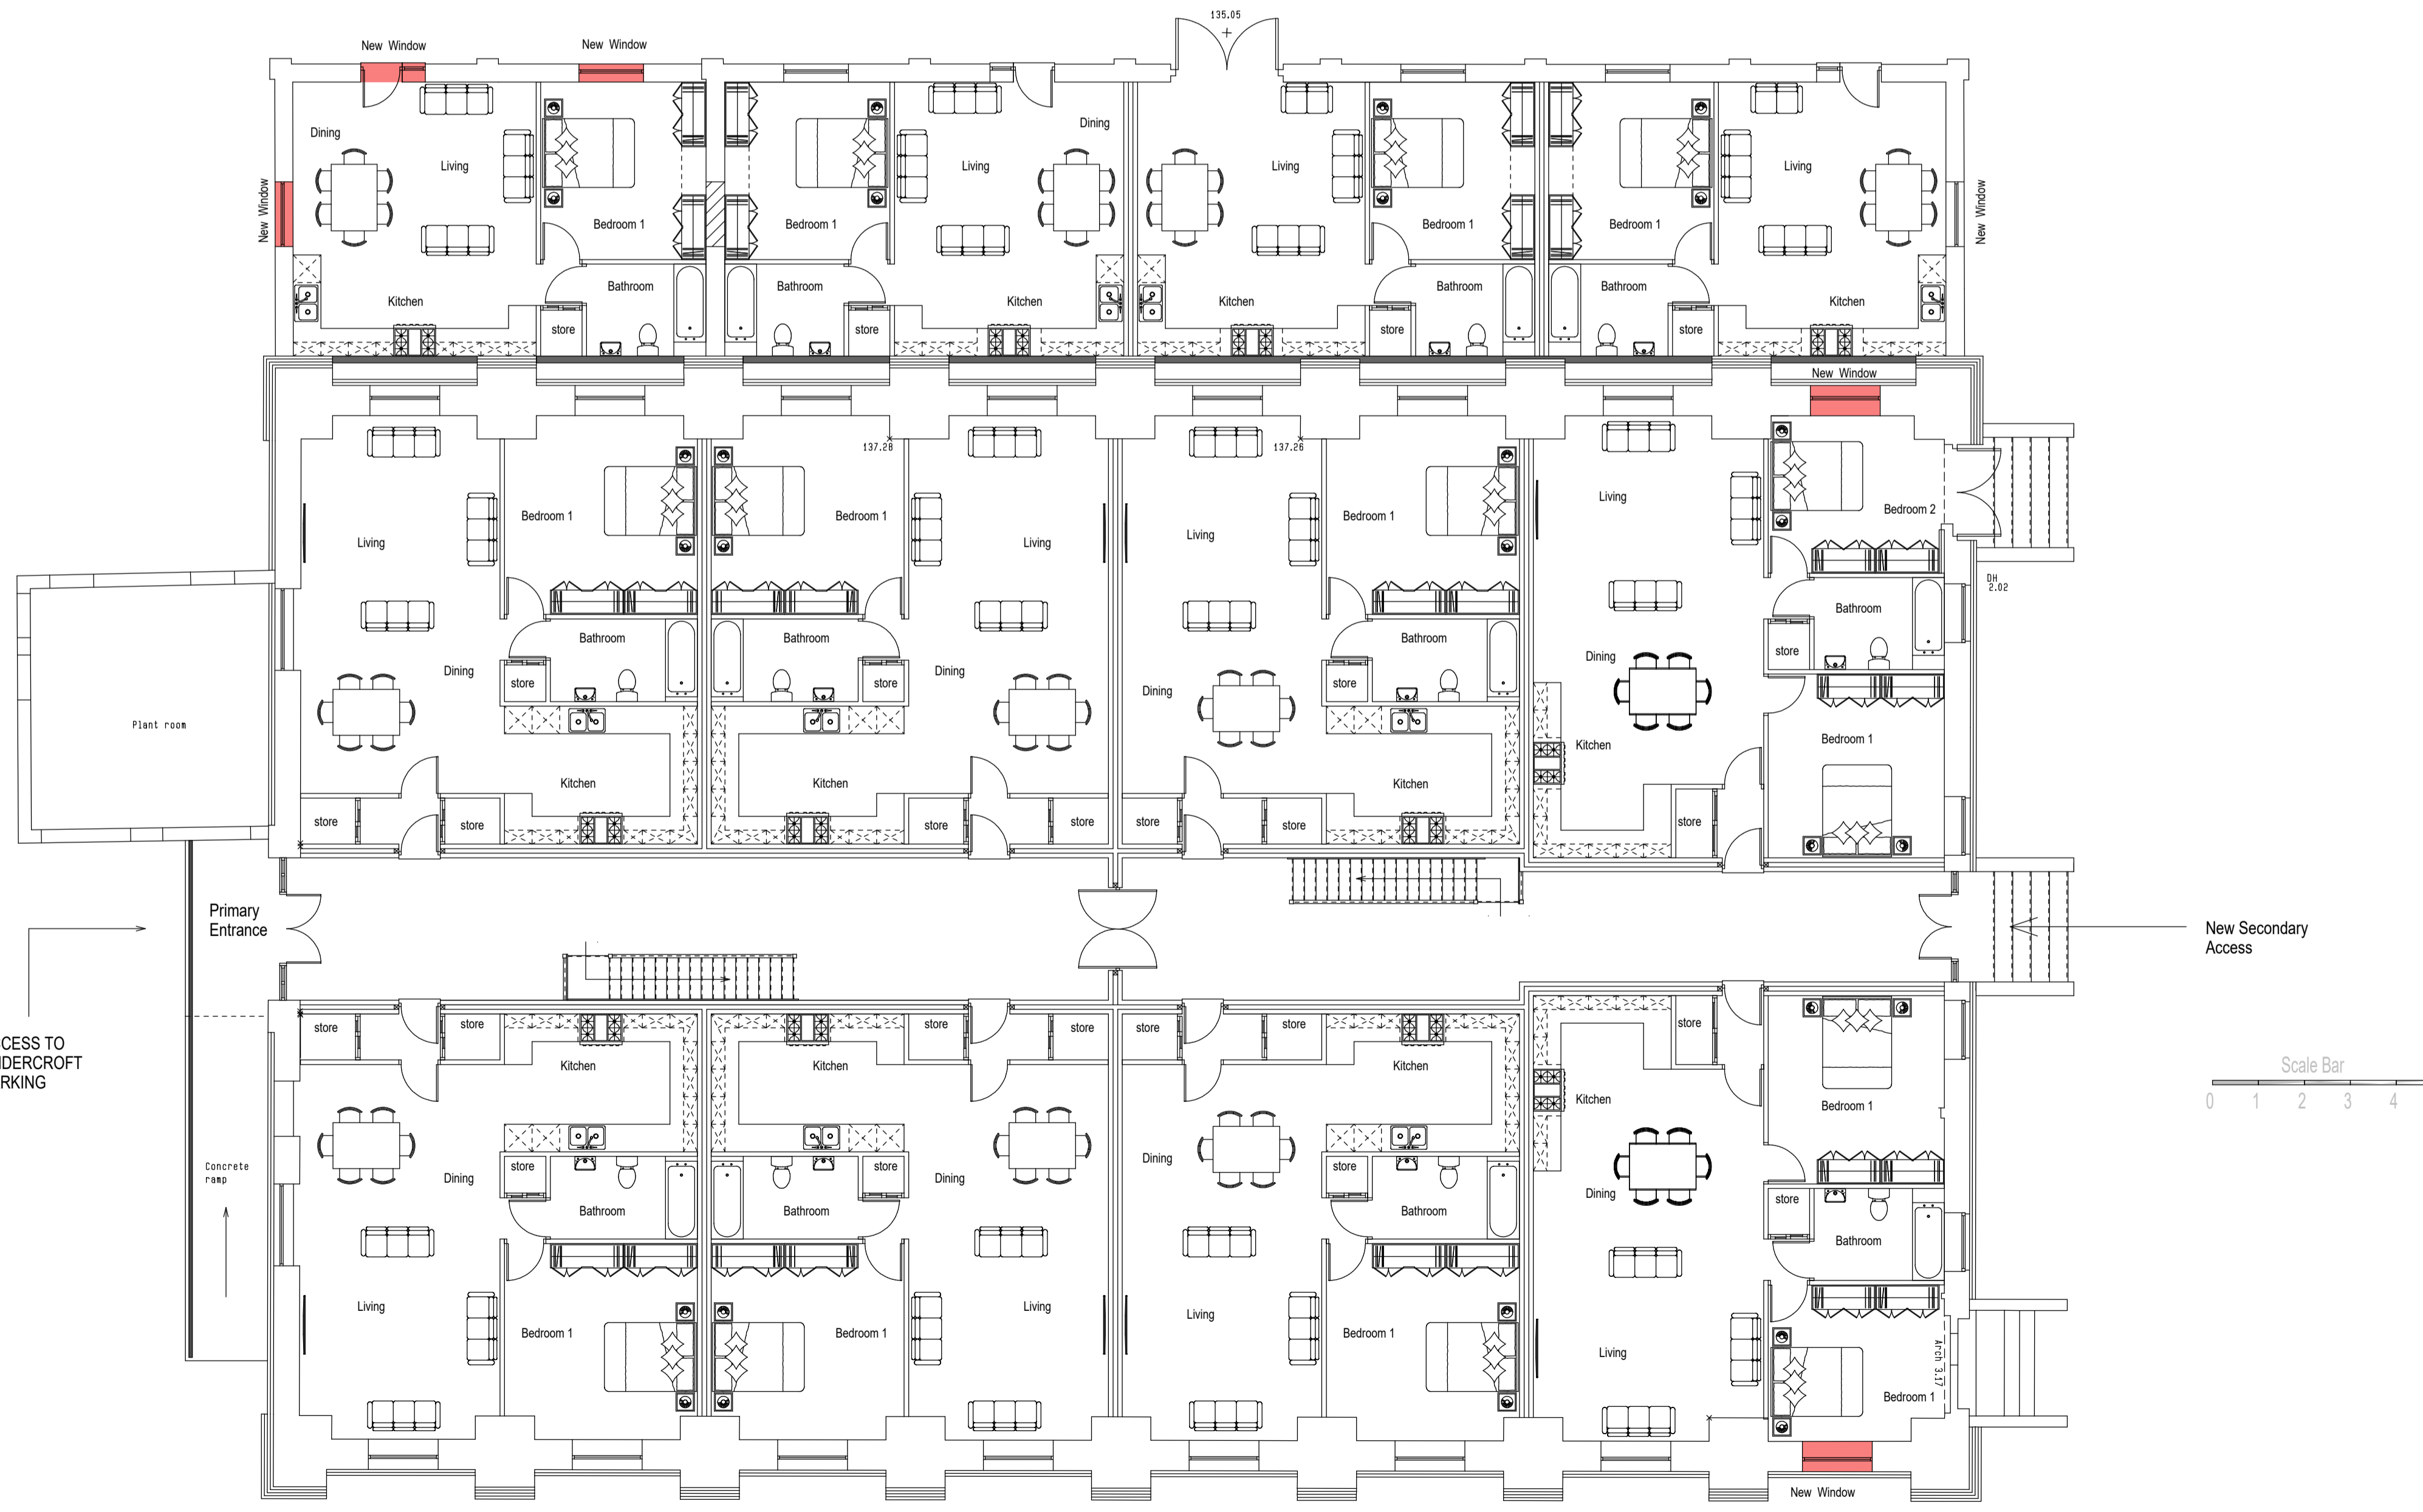 135.05
New Window
New Window
Dining
Dining
Living
Living
Living
Living
New Window
New Window
Bedroom 1
Bedroom 1
Bedroom 1
Bedroom 1
Bathroom
Bathroom
Bathroom
Bathroom
Kitchen
Kitchen
Kitchen
Kitchen
store
store
store
store
New Window
137.28
137.26
Living
Bedroom 2
Bedroom 1
Bedroom 1
Bedroom 1
Living
Living
Living
DH
2.02
Bathroom
Bathroom
Bathroom
Bathroom
store
Dining
Dining
Dining
Dining
store
store
store
Plant room
Kitchen
Bedroom 1
Kitchen
Kitchen
Kitchen
store
store
store
store
store
store
store
Primary
Entrance
New Secondary
Access
CESS TO
DERCROFT
RKING
store
store
store
store
store
store
store
Kitchen
Kitchen
Kitchen
Kitchen
Bedroom 1
Scale Bar
0 1 2 3 4
Concrete
ramp
Dining
Dining
Dining
Dining
store
store
store
store
Bathroom
Bathroom
Bathroom
Bathroom
Living
Living
Living
Bedroom 1
Bedroom 1
Bedroom 1
Living
Arch 3.17
Bedroom 1
New Window